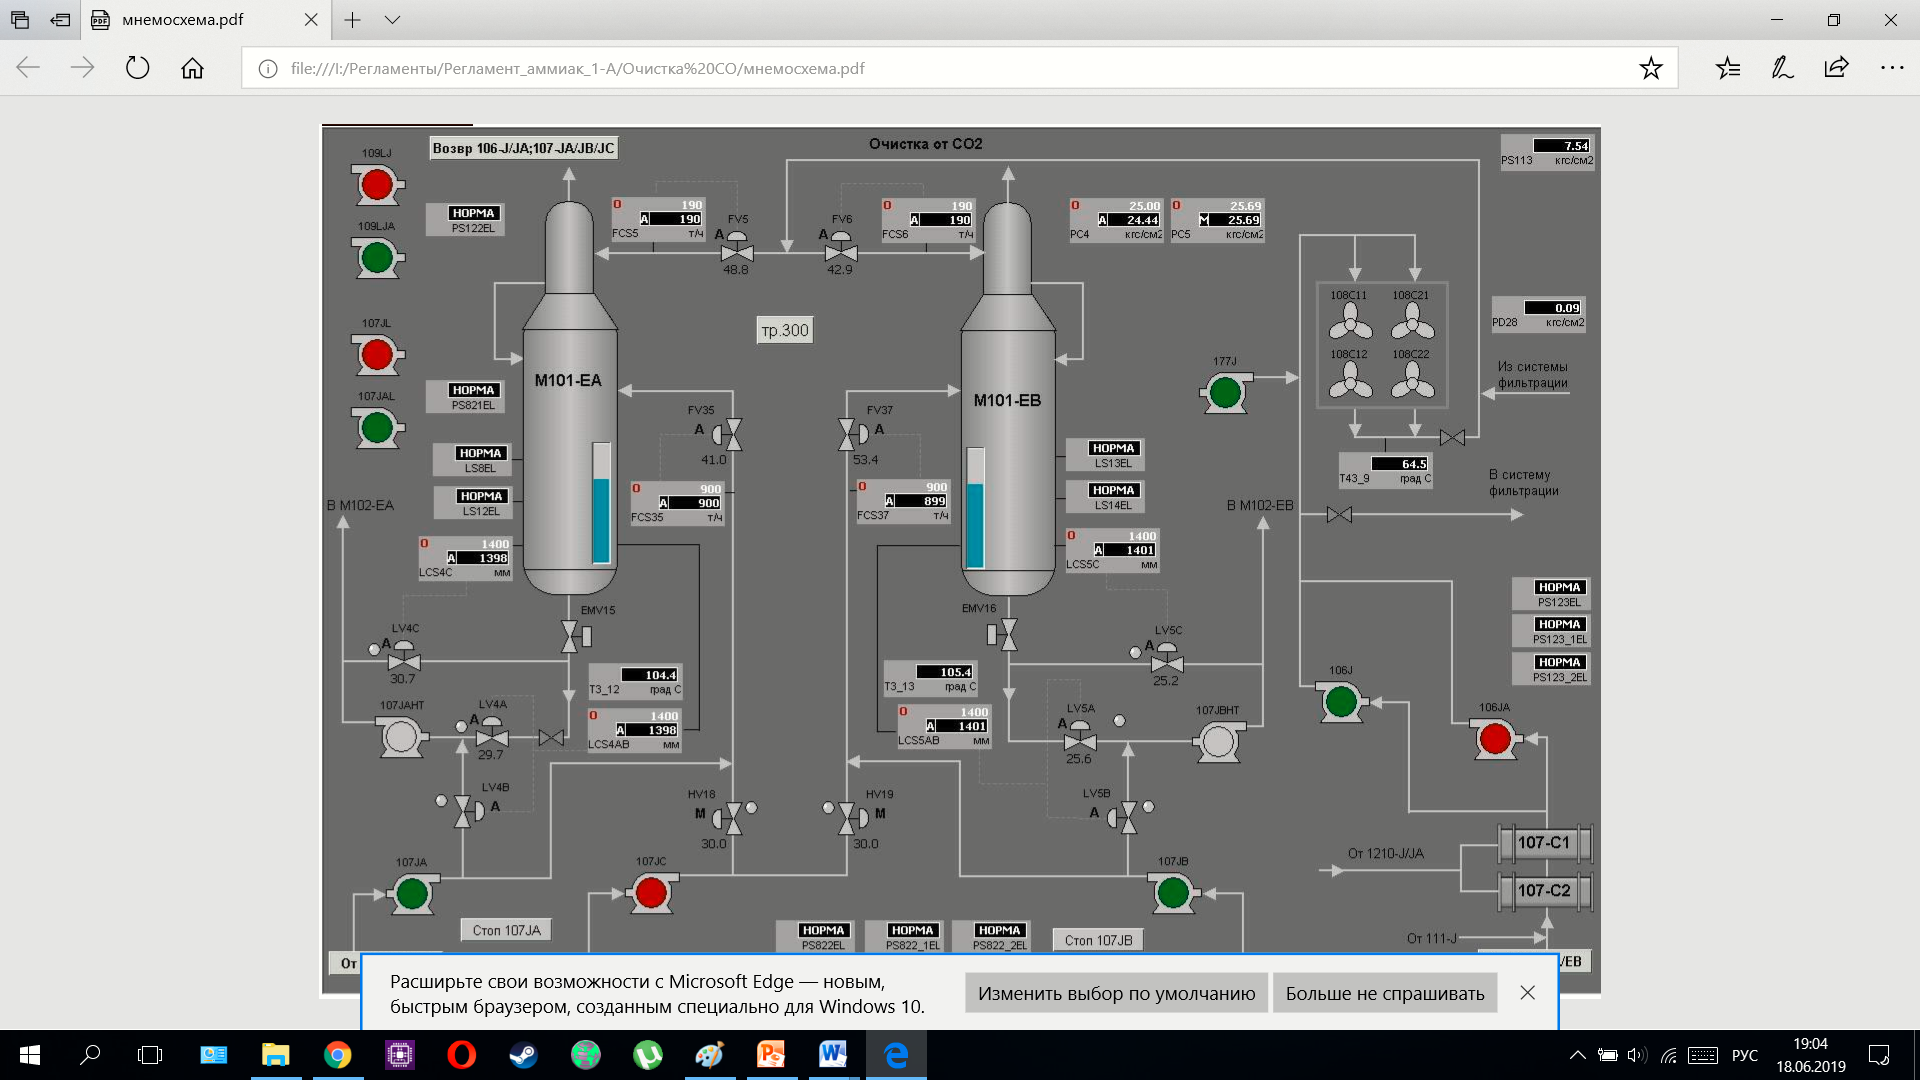 мнемосхема.pdf
file:///I:/Регламенты/Регламент_аммиак_1-А/Очистка%20СО/мнемосхема.pdf
Возвр 106-J/JA;107-JA/JB/JC
Очистка от СО2
7.54
PS113 кгс/см2
109LJ
НОРМА
PS122EL
109LJA
O 190
A 190
FCS5 т/ч
FV5
A
48.8
FV6
A
42.9
O 190
A 190
FCS6 т/ч
O 25.00
A 24.44
PC4 кгс/см2
O 25.69
M 25.69
PC5 кгс/см2
108C11
108C21
108C12
108C22
0.09
PD28 кгс/см2
тр.300
107JL
107JAL
НОРМА
PS821EL
M101-EA
M101-EB
177J
Из системы
фильтрации
FV35
A
41.0
FV37
A
53.4
НОРМА
LS8EL
НОРМА
LS12EL
НОРМА
LS13EL
НОРМА
LS14EL
64.5
T43_9 град С
В систему
фильтрации
В М102-ЕА
В М102-ЕВ
O 900
A 900
FCS35 т/ч
O 900
A 899
FCS37 т/ч
O 1400
A 1398
LCS4C мм
O 1400
A 1401
LCS5C мм
НОРМА
PS123EL
НОРМА
PS123_1EL
НОРМА
PS123_2EL
EMV15
EMV16
LV4C
A
30.7
LV5C
A
25.2
104.4
T3_12 град С
105.4
T3_13 град С
106J
106JA
107JAHT
LV4A
A
29.7
O 1400
A 1398
LCS4AB мм
O 1400
A 1401
LCS5AB мм
LV5A
A
25.6
107JBHT
LV4B
A
HV18
M
30.0
HV19
M
30.0
LV5B
A
107-C1
107-C2
От 1210-J/JA
107JA
107JC
107JB
Стоп 107JA
НОРМА
PS822EL
НОРМА
PS822_1EL
НОРМА
PS822_2EL
Стоп 107JB
От 111-J
От
/EB
Расширьте свои возможности с Microsoft Edge — новым,
быстрым браузером, созданным специально для Windows 10.
Изменить выбор по умолчанию
Больше не спрашивать
РУС
19:04
18.06.2019